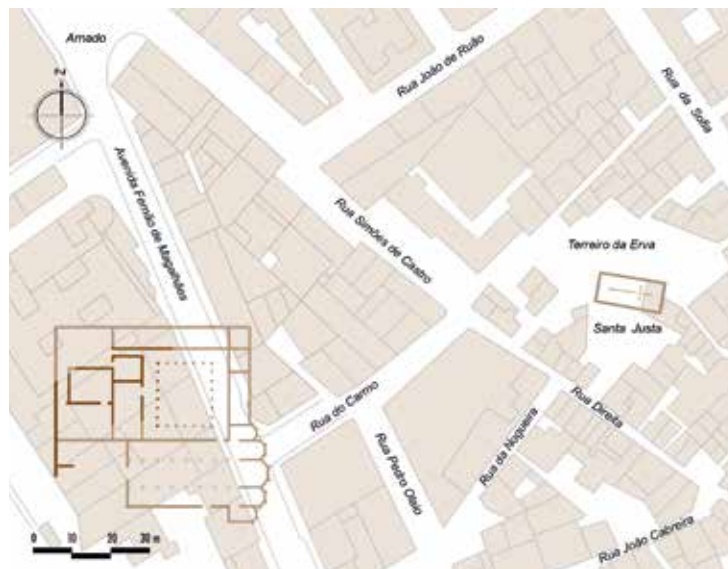 Arnado
Rua João de Ruão
Rua da Sofia
Z
Avenida Fernão de Magalhães
Rua Simões de Castro
Terreiro da Erva
Santa Justa
Rua do Carmo
Rua Direita
Rua da Nogueira
Rua Pedro Olaio
Rua João Cabreira
0 10 20 30 m